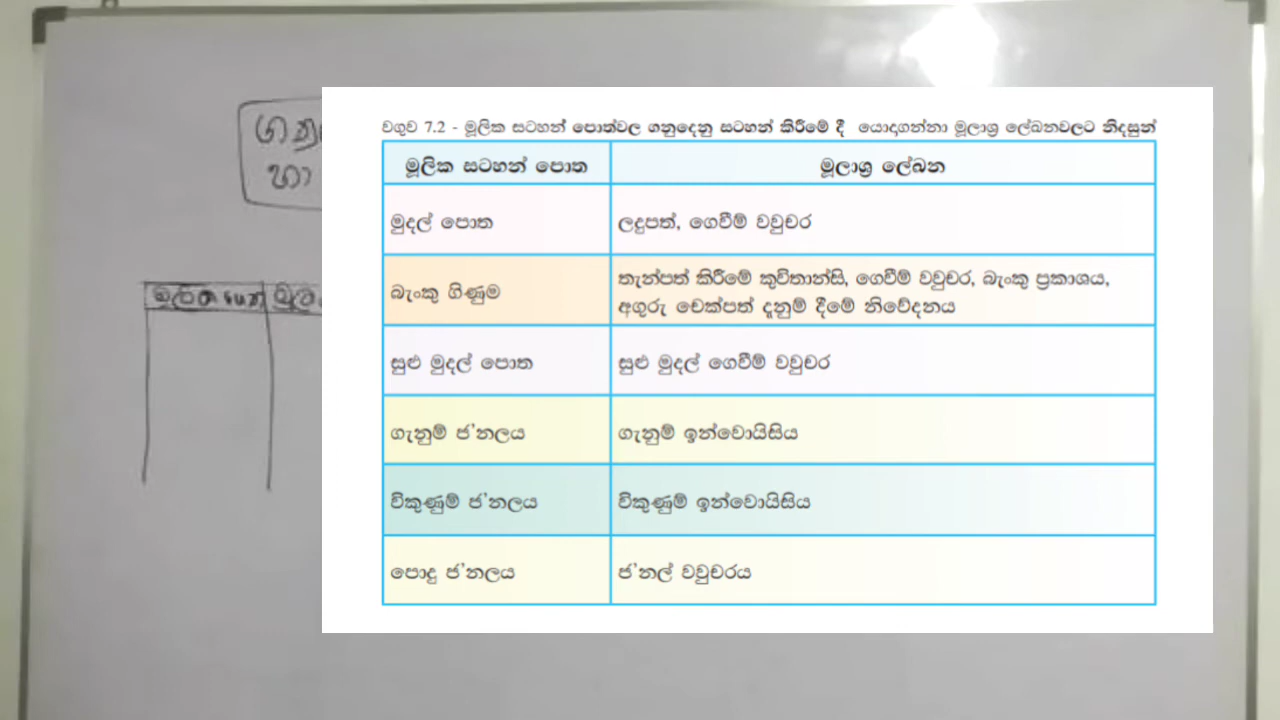 හා
වගුව 7.2 - මූලික සටහන් පොත්වල ගනුදෙනු සටහන් කිරීමේ දී යොදාගන්නා මූලාශ්‍ර ලේඛනවලට නිදසුන්
මූලික සටහන් පොත මූලාශ්‍ර ලේඛන
මුදල් පොත ලදුපත්, ගෙවීම් වවුචර
බැංකු ගිණුම තැන්පත් කිරීමේ කුවිතාන්සි, ගෙවීම් වවුචර, බැංකු ප්‍රකාශය,
අගුරු චෙක්පත් දැනුම් දීමේ නිවේදනය
සුළු මුදල් පොත සුළු මුදල් ගෙවීම් වවුචර
ගැනුම් ජ'නලය ගැනුම් ඉන්වොයිසිය
විකුණුම් ජ'නලය විකුණුම් ඉන්වොයිසිය
පොදු ජ'නලය ජ'නල් වවුචරය